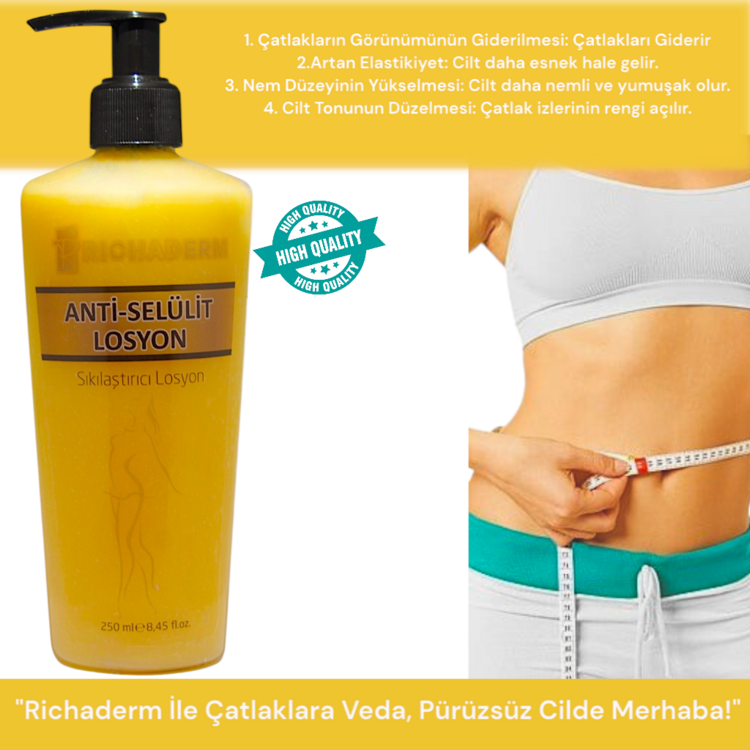 1. Çatlakların Görünümünün Giderilmesi: Çatlakları Giderir
2.Artan Elastikiyet: Cilt daha esnek hale gelir.
3. Nem Düzeyinin Yükselmesi: Cilt daha nemli ve yumuşak olur.
4. Cilt Tonunun Düzelmesi: Çatlak izlerinin rengi açılır.
RICHADERM
ANTİ-SELÜLİT
LOSYON
Sıkılaştırıcı Losyon
250 ml℮8,45 fl.oz.
HIGH QUALITY
HIGH QUALITY
HIGH QUALITY
"Richaderm İle Çatlaklara Veda, Pürüzsüz Cilde Merhaba!"